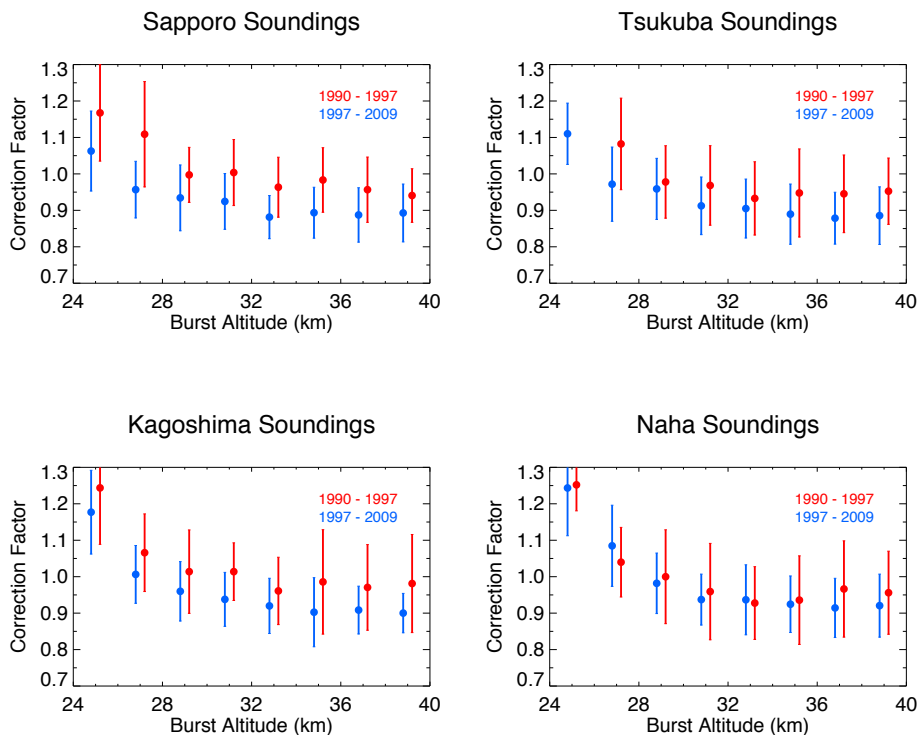 Sapporo Soundings
1.3
1.2
1.1
1.0
0.9
0.8
0.7
Correction Factor
1990 - 1997
1997 - 2009
24 28 32 36 40
Burst Altitude (km)
Tsukuba Soundings
1.3
1.2
1.1
1.0
0.9
0.8
0.7
Correction Factor
1990 - 1997
1997 - 2009
24 28 32 36 40
Burst Altitude (km)
Kagoshima Soundings
1.3
1.2
1.1
1.0
0.9
0.8
0.7
Correction Factor
1990 - 1997
1997 - 2009
24 28 32 36 40
Burst Altitude (km)
Naha Soundings
1.3
1.2
1.1
1.0
0.9
0.8
0.7
Correction Factor
1990 - 1997
1997 - 2009
24 28 32 36 40
Burst Altitude (km)